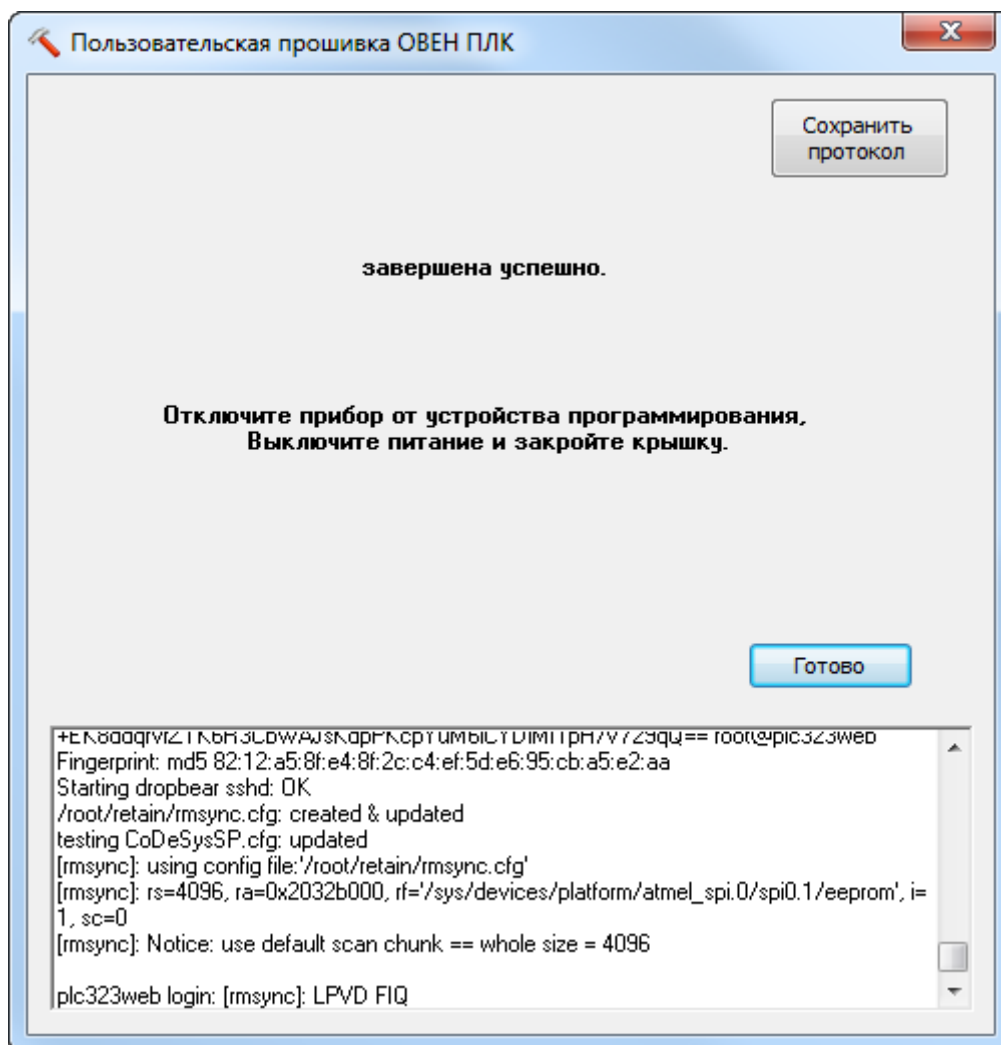 Пользовательская прошивка ОВЕН ПЛК
Сохранить
протокол
завершена успешно.
Отключите прибор от устройства программирования,
Выключите питание и закройте крышку.
Готово
root@plc323web
Fingerprint: md5 82:12:a5:8f:e4:8f:2c:c4:ef:5d:e6:95:cb:a5:e2:aa
Starting dropbear sshd: OK
/root/retain/rmsync.cfg: created & updated
testing CoDeSysSP.cfg: updated
[rmsync]: using config file:'/root/retain/rmsync.cfg'
[rmsync]: rs=4096, ra=0x2032b000, rf='/sys/devices/platform/atmel_spi.0/spi0.1/eeprom', i=
1, sc=0
[rmsync]: Notice: use default scan chunk == whole size = 4096
plc323web login: [rmsync]: LPVD FIQ